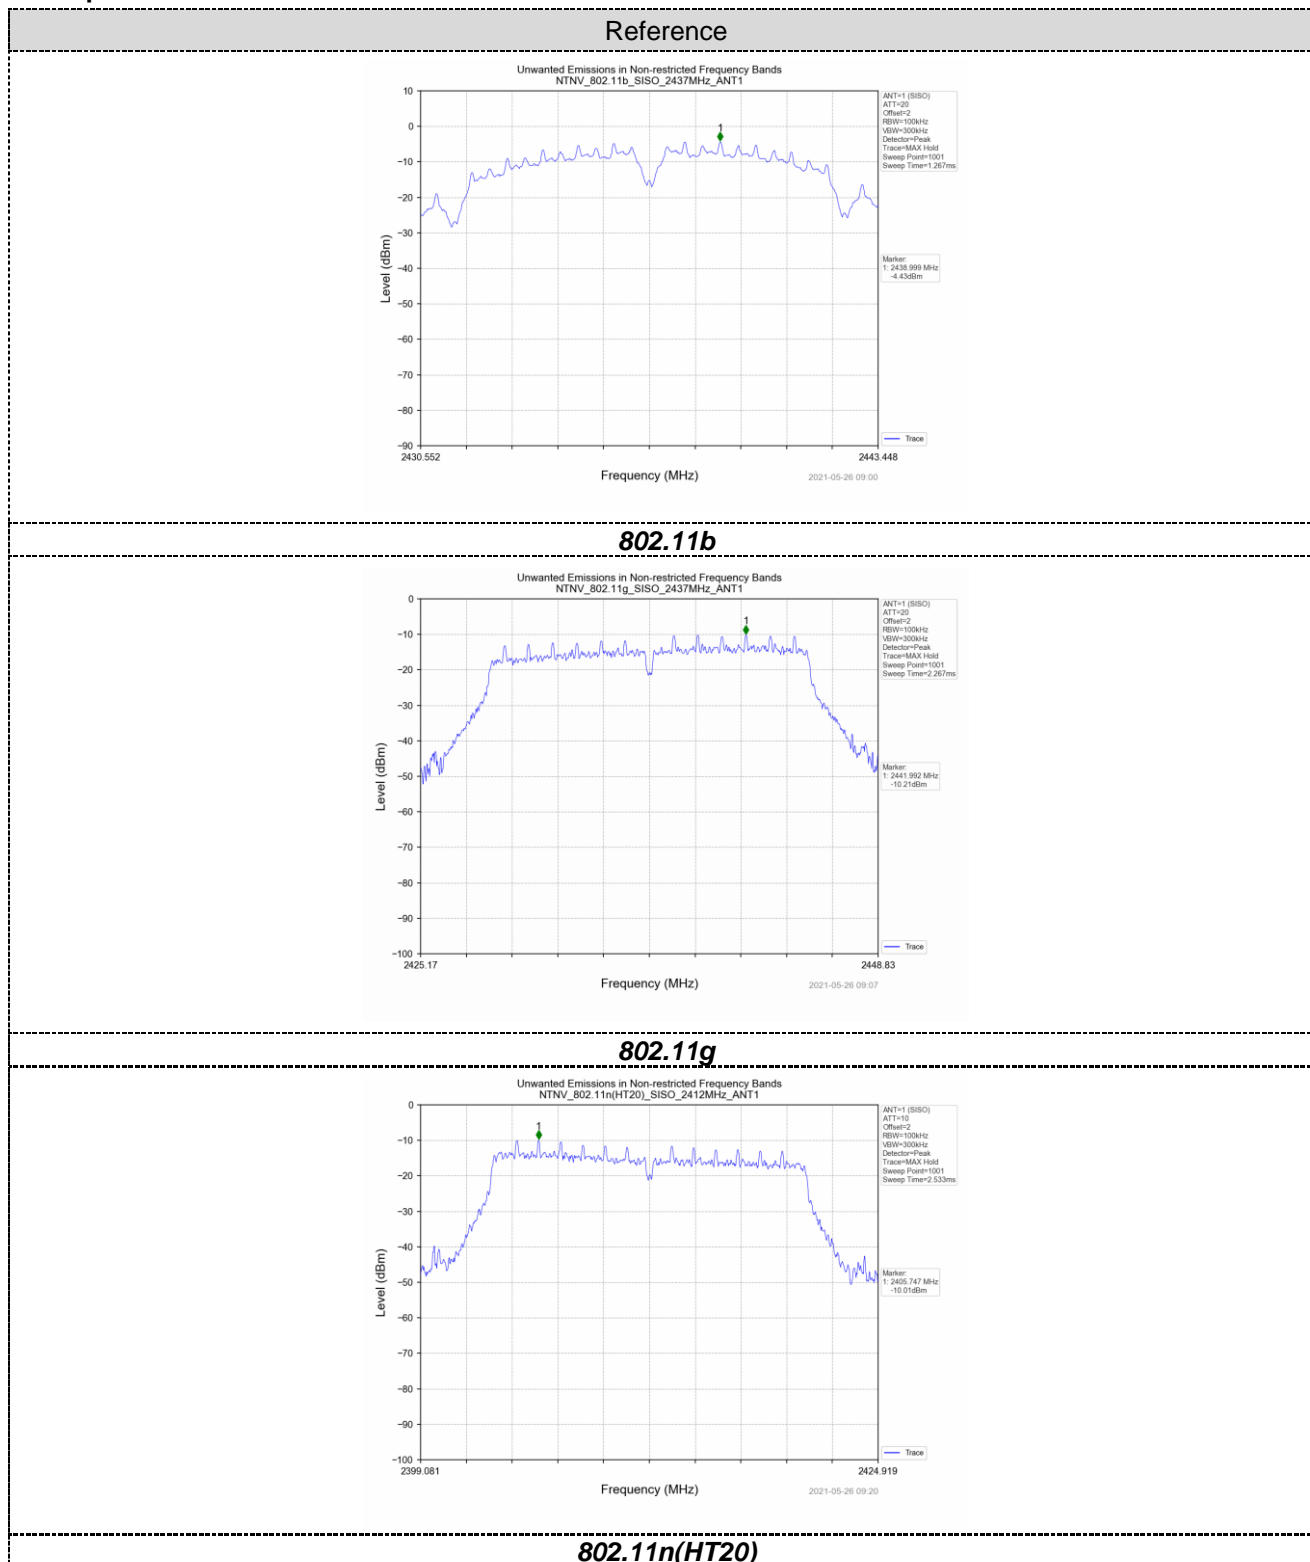 Reference
Unwanted Emissions in Non-restricted Frequency Bands
NTNV_802.11b_SISO_2437MHz_ANT1
10
0
−10
−20
−30
−40
−50
−60
−70
−80
−90
Level (dBm)
1
ANT=1 (SISO)
ATT=20
Offset=2
RBW=100kHz
VBW=300kHz
Detector=Peak
Trace=MAX Hold
Sweep Point=1001
Sweep Time=1.267ms
Marker:
1: 2438.999 MHz
-4.43dBm
Trace
2430.552
2443.448
Frequency (MHz)
2021-05-26 09:00
802.11b
Unwanted Emissions in Non-restricted Frequency Bands
NTNV_802.11g_SISO_2437MHz_ANT1
0
−10
−20
−30
−40
−50
−60
−70
−80
−90
−100
Level (dBm)
1
ANT=1 (SISO)
ATT=20
Offset=2
RBW=100kHz
VBW=300kHz
Detector=Peak
Trace=MAX Hold
Sweep Point=1001
Sweep Time=2.267ms
Marker:
1: 2441.992 MHz
-10.21dBm
Trace
2425.17
2448.83
Frequency (MHz)
2021-05-26 09:07
802.11g
Unwanted Emissions in Non-restricted Frequency Bands
NTNV_802.11n(HT20)_SISO_2412MHz_ANT1
0
−10
−20
−30
−40
−50
−60
−70
−80
−90
−100
Level (dBm)
1
ANT=1 (SISO)
ATT=10
Offset=2
RBW=100kHz
VBW=300kHz
Detector=Peak
Trace=MAX Hold
Sweep Point=1001
Sweep Time=2.533ms
Marker:
1: 2405.747 MHz
-10.01dBm
Trace
2399.081
2424.919
Frequency (MHz)
2021-05-26 09:20
802.11n(HT20)